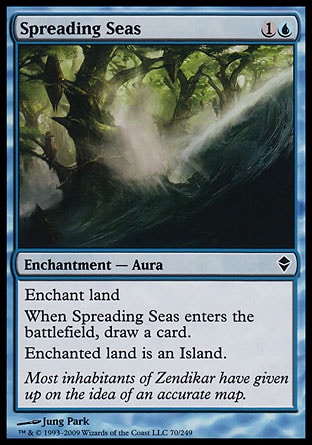 Spreading Seas 1
Enchantment — Aura
Enchant land
When Spreading Seas enters the
battlefield, draw a card.
Enchanted land is an Island.
Most inhabitants of Zendikar have given
up on the idea of an accurate map.
Jung Park
™ & © 1993–2009 Wizards of the Coast LLC 70/249